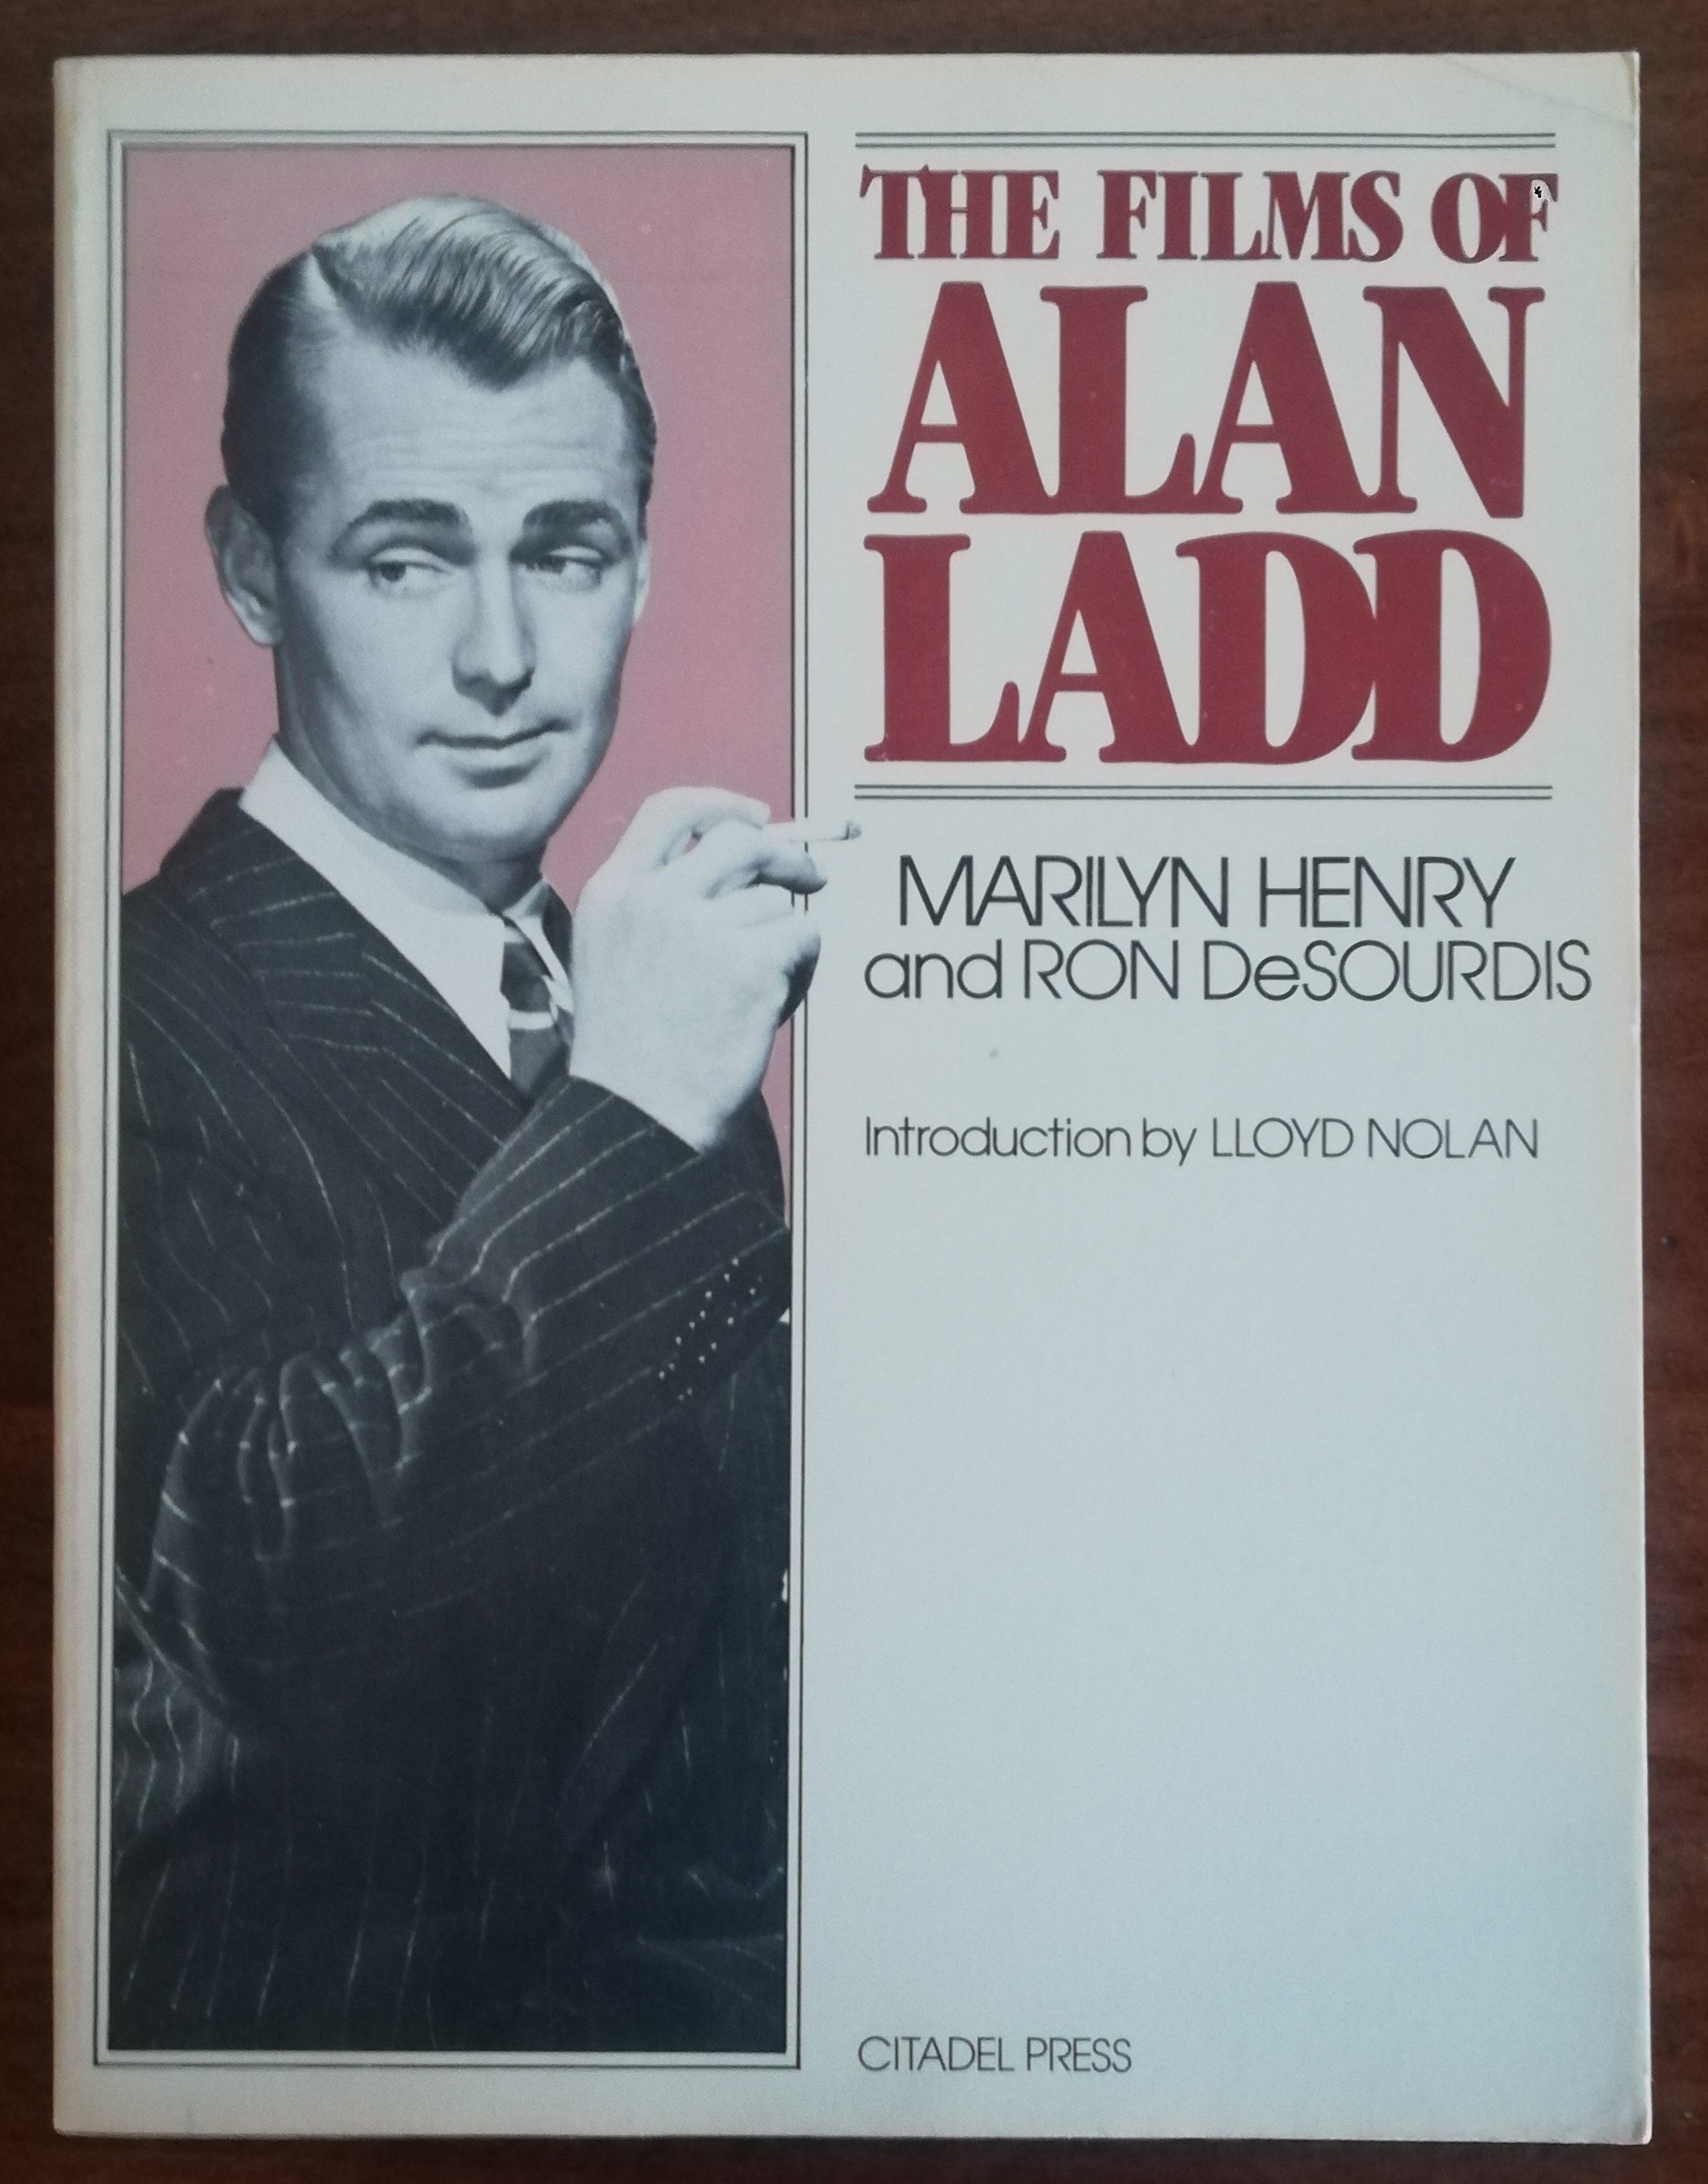 THE FILMS OF
ALAN
LADD
MARILYN HENRY
and RON DeSOURDIS
Introduction by LLOYD NOLAN
CITADEL PRESS